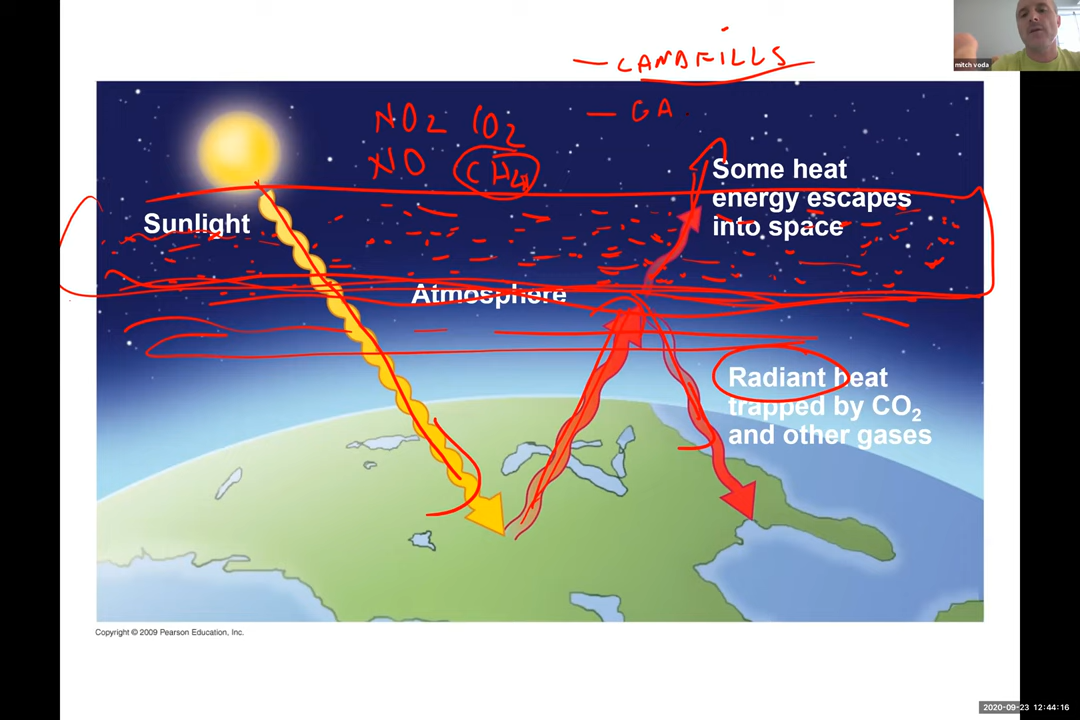 mitch voda
— LANDFILLS
NO2 CO2
— GA
NO CH4
Some heat
energy escapes
into space
Sunlight
Atmosphere
Radiant heat
trapped by CO₂
and other gases
Copyright © 2009 Pearson Education, Inc.
2020-09-23 12:44:16